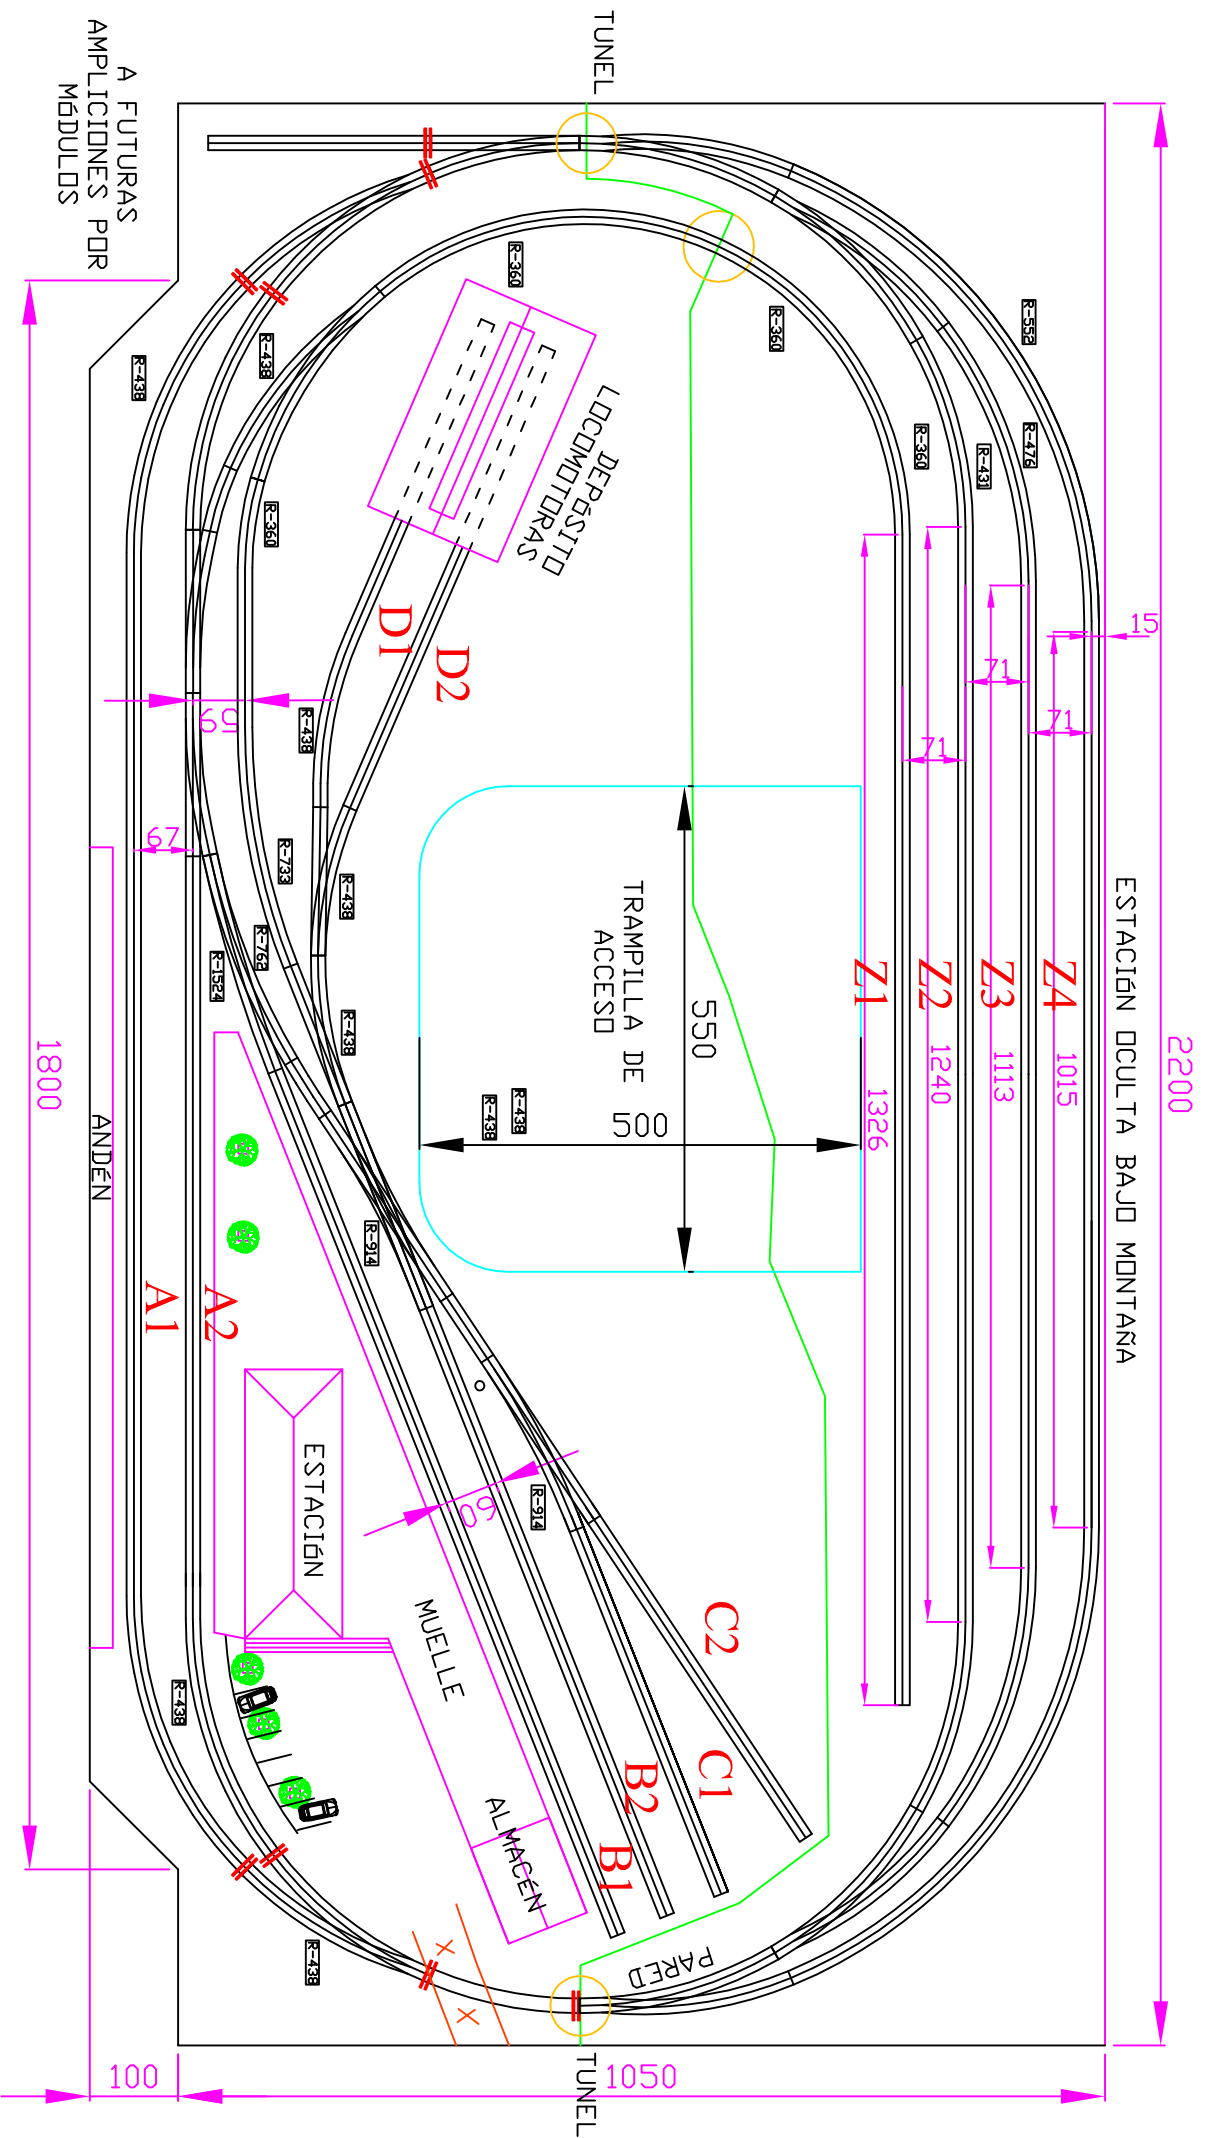 2200
ESTACIÓN OCULTA BAJO MONTAÑA
15
1050
R-552
R-476
71
Z4
1015
71
Z3
1113
R-431
R-360
71
Z2
1240
Z1
1326
R-360
TUNEL
TUNEL
550
TRAMPILLA DE
ACCESO
500
R-438
R-438
PARED
C2
C1
B2
B1
DEPÓSITO
LOCOMOTORAS
R-360
D2
D1
R-914
60
R-914
ALMACÉN
X
X
MUELLE
R-438
R-438
R-438
R-733
R-438
ESTACIÓN
R-360
R-438
R-762
R-1524
59
67
A2
A1
R-438
R-438
100
ANDÉN
A FUTURAS
AMPLICIONES POR
MÓDULOS
1800